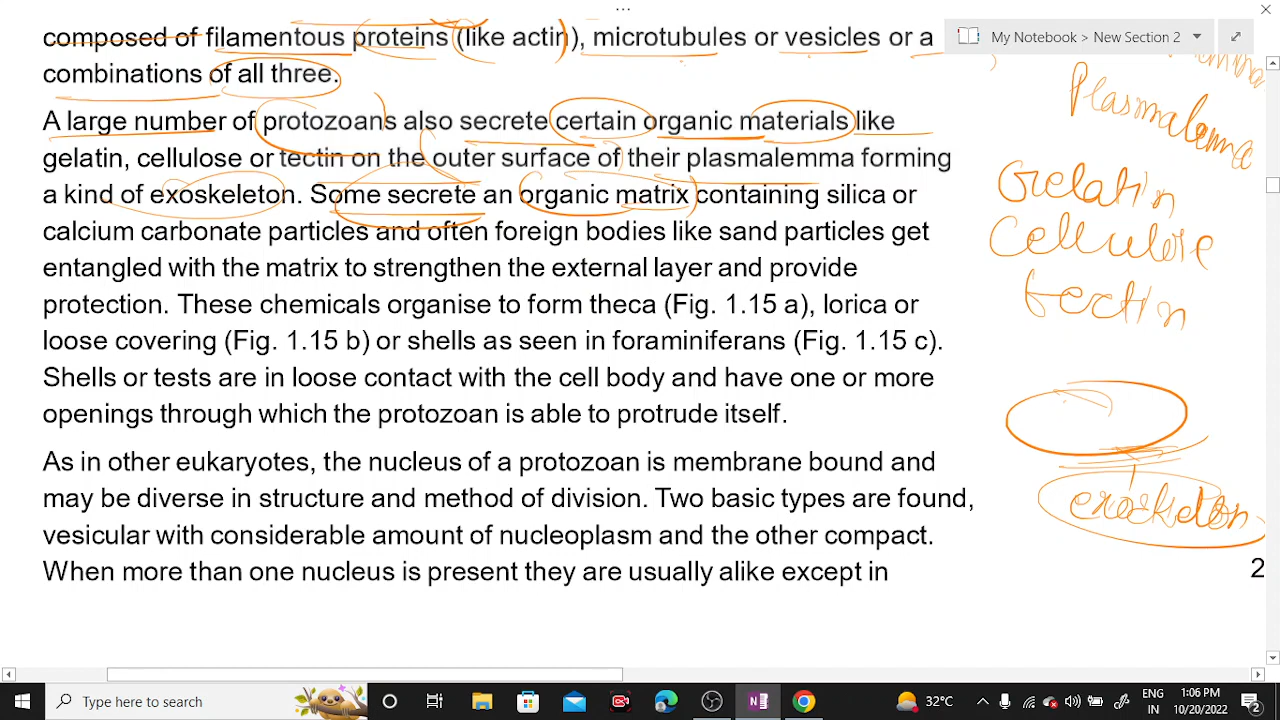 composed of filamentous proteins (like actin), microtubules or vesicles or a
combinations of all three.
My Notebook > New Section 2
Plasmalema
A large number of protozoans also secrete certain organic materials like
gelatin, cellulose or tectin on the outer surface of their plasmalemma forming
a kind of exoskeleton. Some secrete an organic matrix containing silica or
calcium carbonate particles and often foreign bodies like sand particles get
entangled with the matrix to strengthen the external layer and provide
protection. These chemicals organise to form theca (Fig. 1.15 a), lorica or
loose covering (Fig. 1.15 b) or shells as seen in foraminiferans (Fig. 1.15 c).
Shells or tests are in loose contact with the cell body and have one or more
openings through which the protozoan is able to protrude itself.
Gelatin
Cellulose
tectin
As in other eukaryotes, the nucleus of a protozoan is membrane bound and
may be diverse in structure and method of division. Two basic types are found,
vesicular with considerable amount of nucleoplasm and the other compact.
When more than one nucleus is present they are usually alike except in
exosketon
2
Type here to search
32°C
ENG
IN
1:06 PM
10/20/2022
2